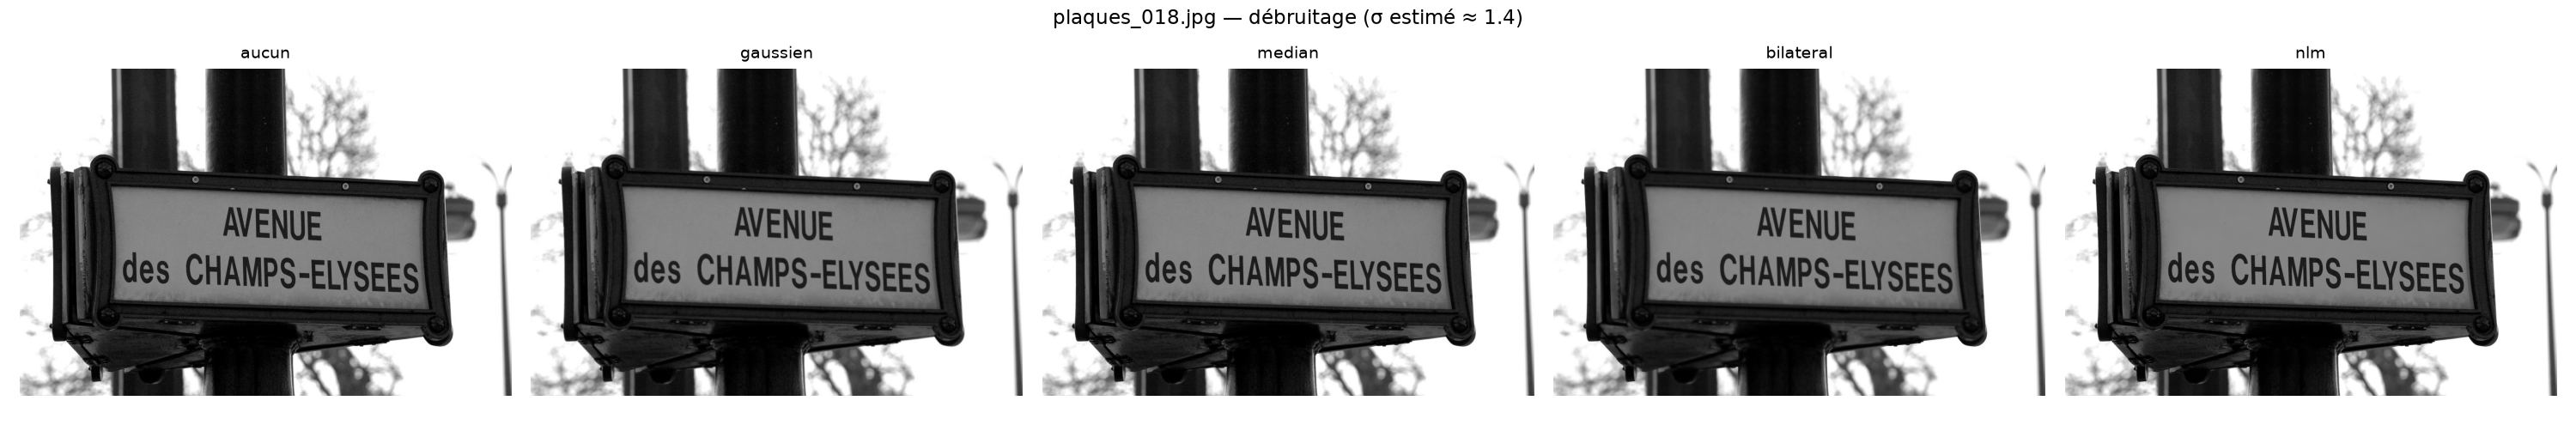 plaques_018.jpg — débruitage (σ estimé ≈ 1.4)
aucun
gaussien
median
bilateral
nlm
AVENUE
des CHAMPS-ELYSEES
AVENUE
des CHAMPS-ELYSEES
AVENUE
des CHAMPS-ELYSEES
AVENUE
des CHAMPS-ELYSEES
AVENUE
des CHAMPS-ELYSEES